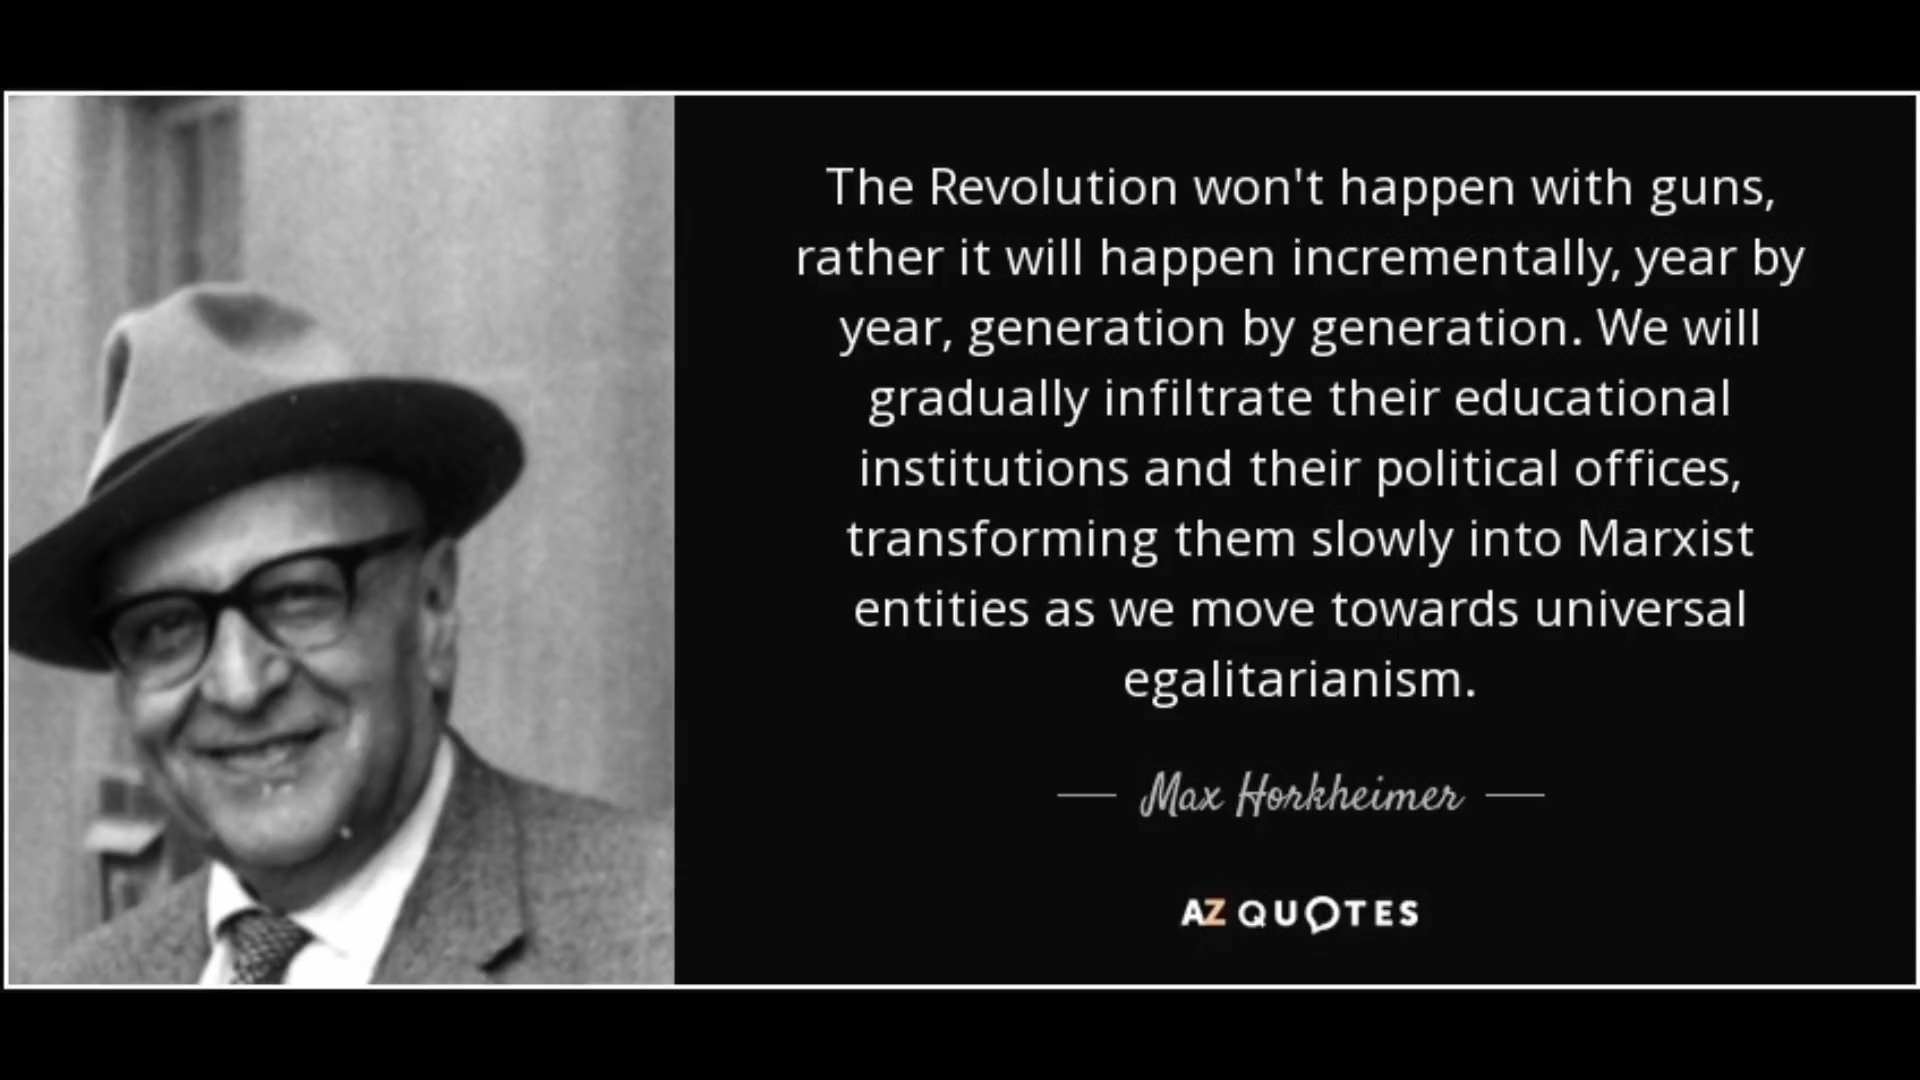 The Revolution won't happen with guns,
rather it will happen incrementally, year by
year, generation by generation. We will
gradually infiltrate their educational
institutions and their political offices,
transforming them slowly into Marxist
entities as we move towards universal
egalitarianism.
Max Horkheimer
AZ QUOTES